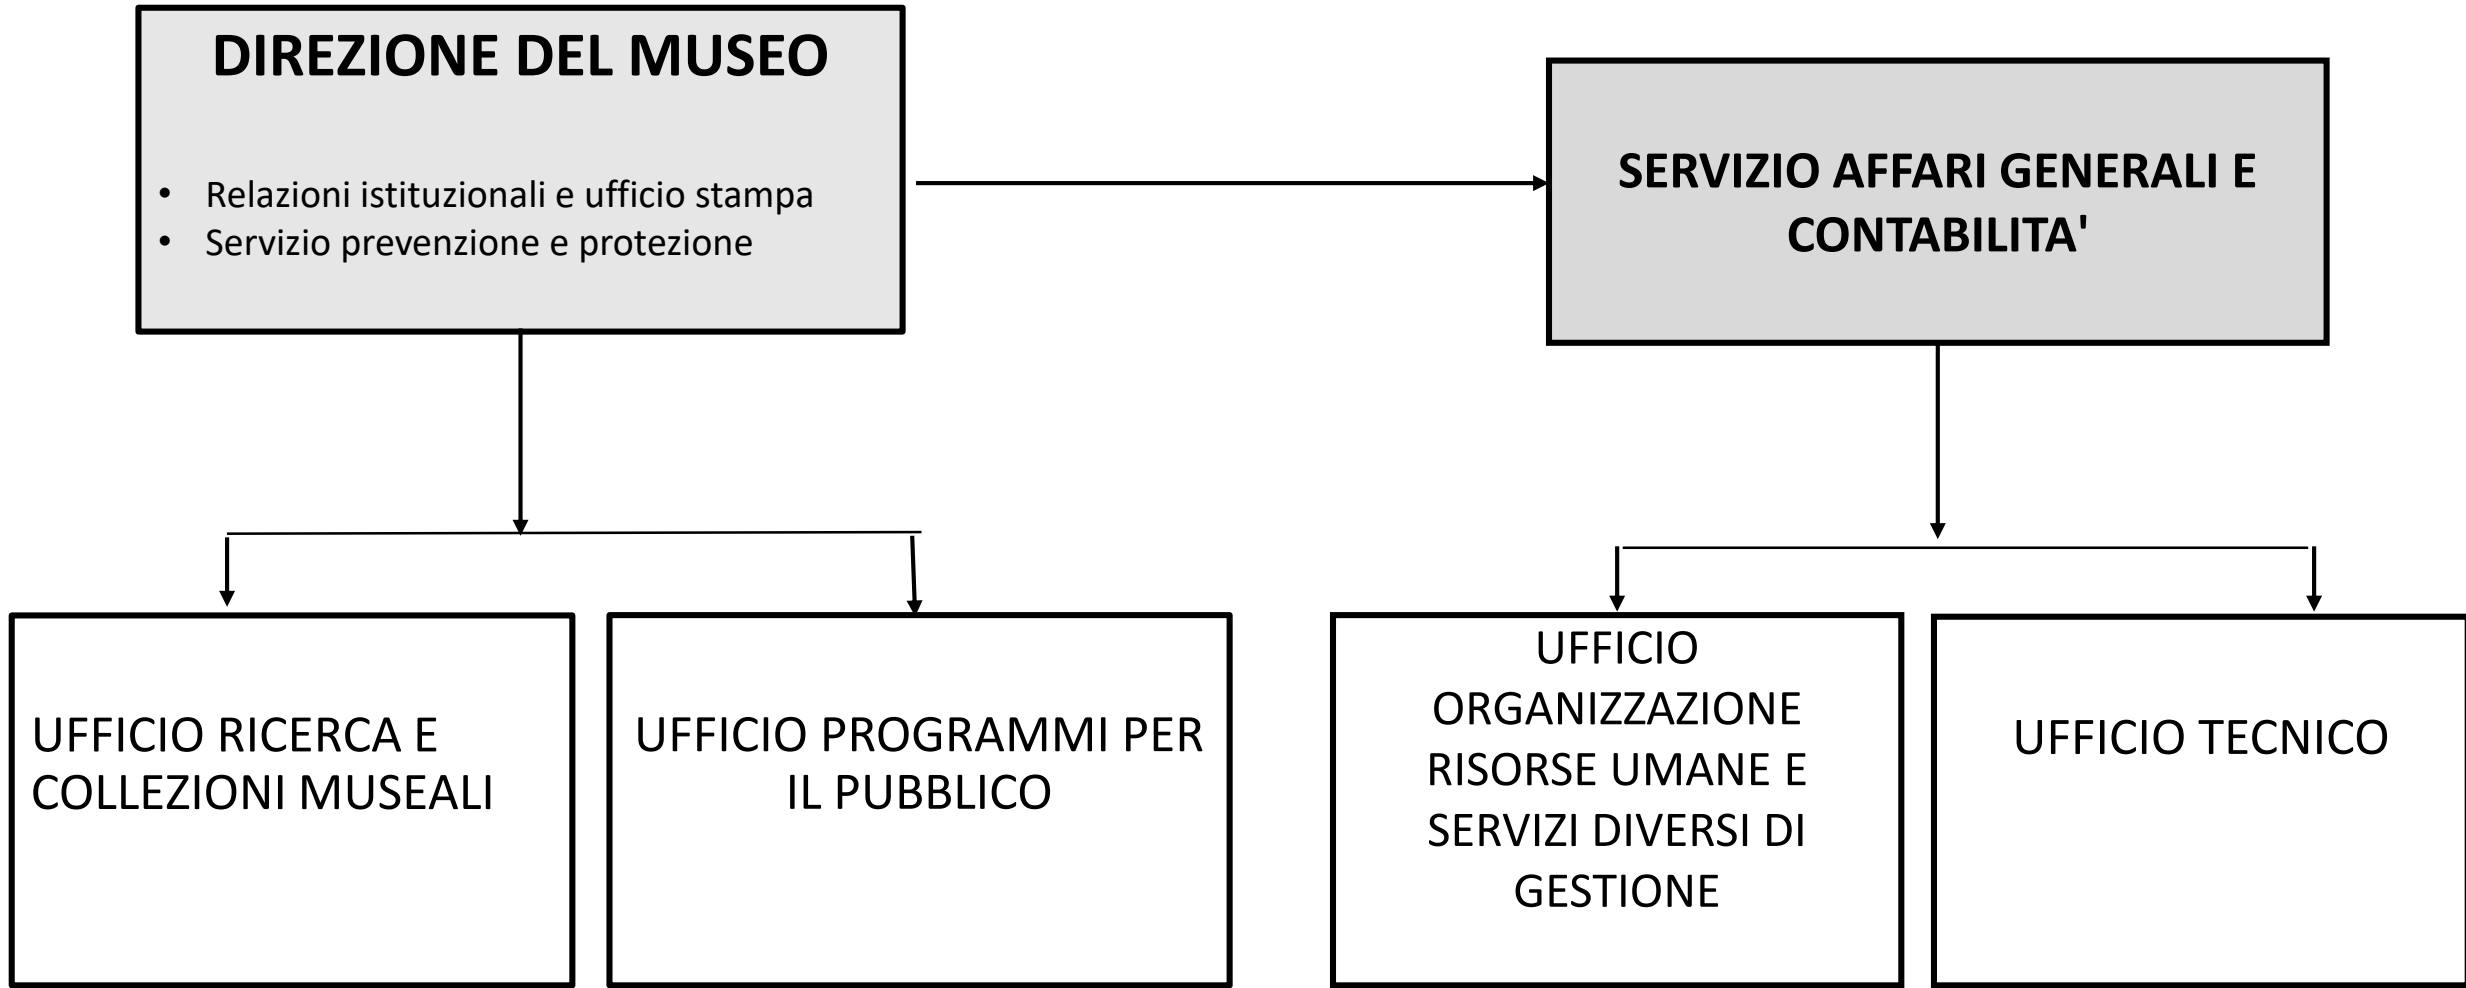 DIREZIONE DEL MUSEO
• Relazioni istituzionali e ufficio stampa
• Servizio prevenzione e protezione
SERVIZIO AFFARI GENERALI E
CONTABILITA'
UFFICIO RICERCA E
COLLEZIONI MUSEALI
UFFICIO PROGRAMMI PER
IL PUBBLICO
UFFICIO
ORGANIZZAZIONE
RISORSE UMANE E
SERVIZI DIVERSI DI
GESTIONE
UFFICIO TECNICO